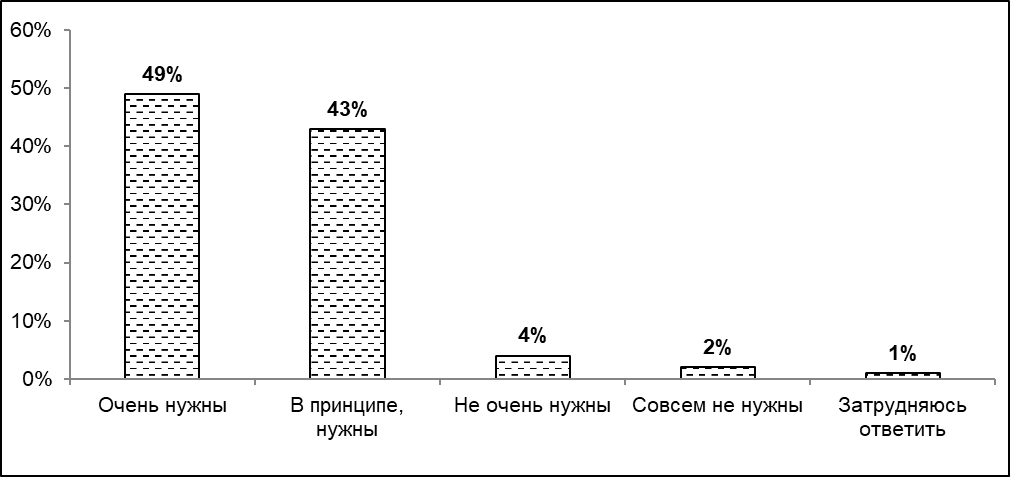 60%
50%
40%
30%
20%
10%
0%
49%
43%
4%
2%
1%
Очень нужны
В принципе,
нужны
Не очень нужны
Совсем не нужны
Затрудняюсь
ответить